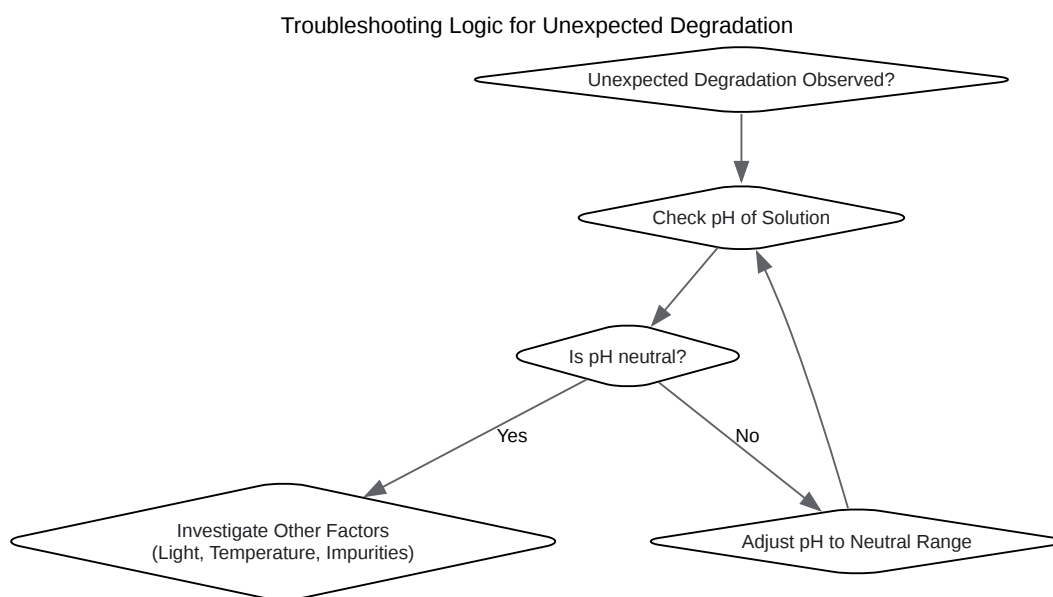 Troubleshooting Logic for Unexpected Degradation
Unexpected Degradation Observed?
Check pH of Solution
Is pH neutral?
Yes
No
Investigate Other Factors
(Light, Temperature, Impurities)
Adjust pH to Neutral Range